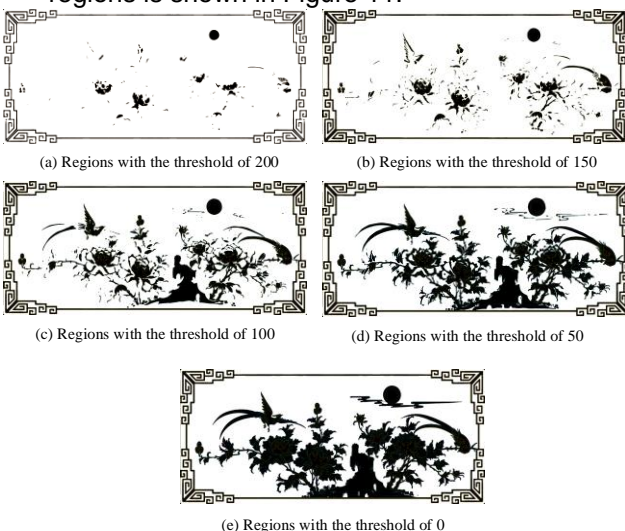 regions is shown in Figure 11.
(a) Regions with the threshold of 200
(b) Regions with the threshold of 150
(c) Regions with the threshold of 100
(d) Regions with the threshold of 50
(e) Regions with the threshold of 0